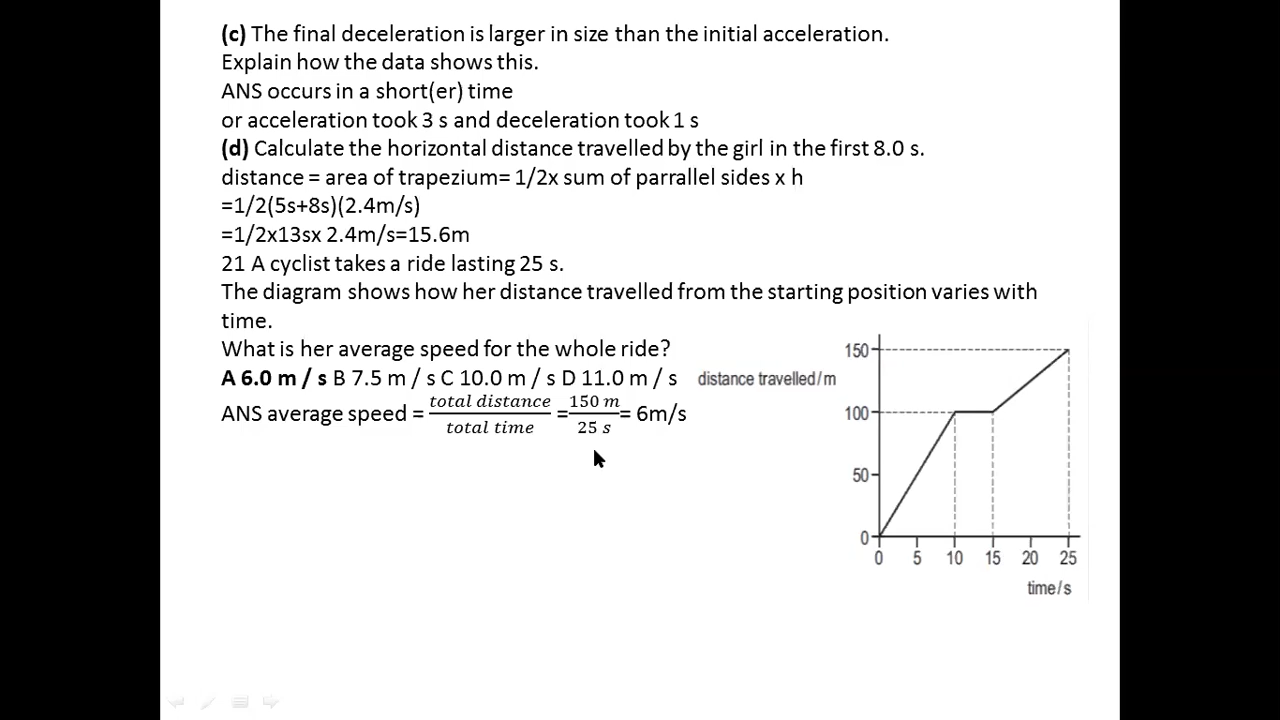 (c) The final deceleration is larger in size than the initial acceleration.
Explain how the data shows this.
ANS occurs in a short(er) time
or acceleration took 3 s and deceleration took 1 s
(d) Calculate the horizontal distance travelled by the girl in the first 8.0 s.
distance = area of trapezium= 1/2x sum of parrallel sides x h
=1/2(5s+8s)(2.4m/s)
=1/2x13sx 2.4m/s=15.6m
21 A cyclist takes a ride lasting 25 s.
The diagram shows how her distance travelled from the starting position varies with
time.
What is her average speed for the whole ride?
A 6.0 m / s B 7.5 m / s C 10.0 m / s D 11.0 m / s
ANS average speed = total distance / total time = 150 m / 25 s = 6m/s
distance travelled/m
150
100
50
0
0 5 10 15 20 25
time/s